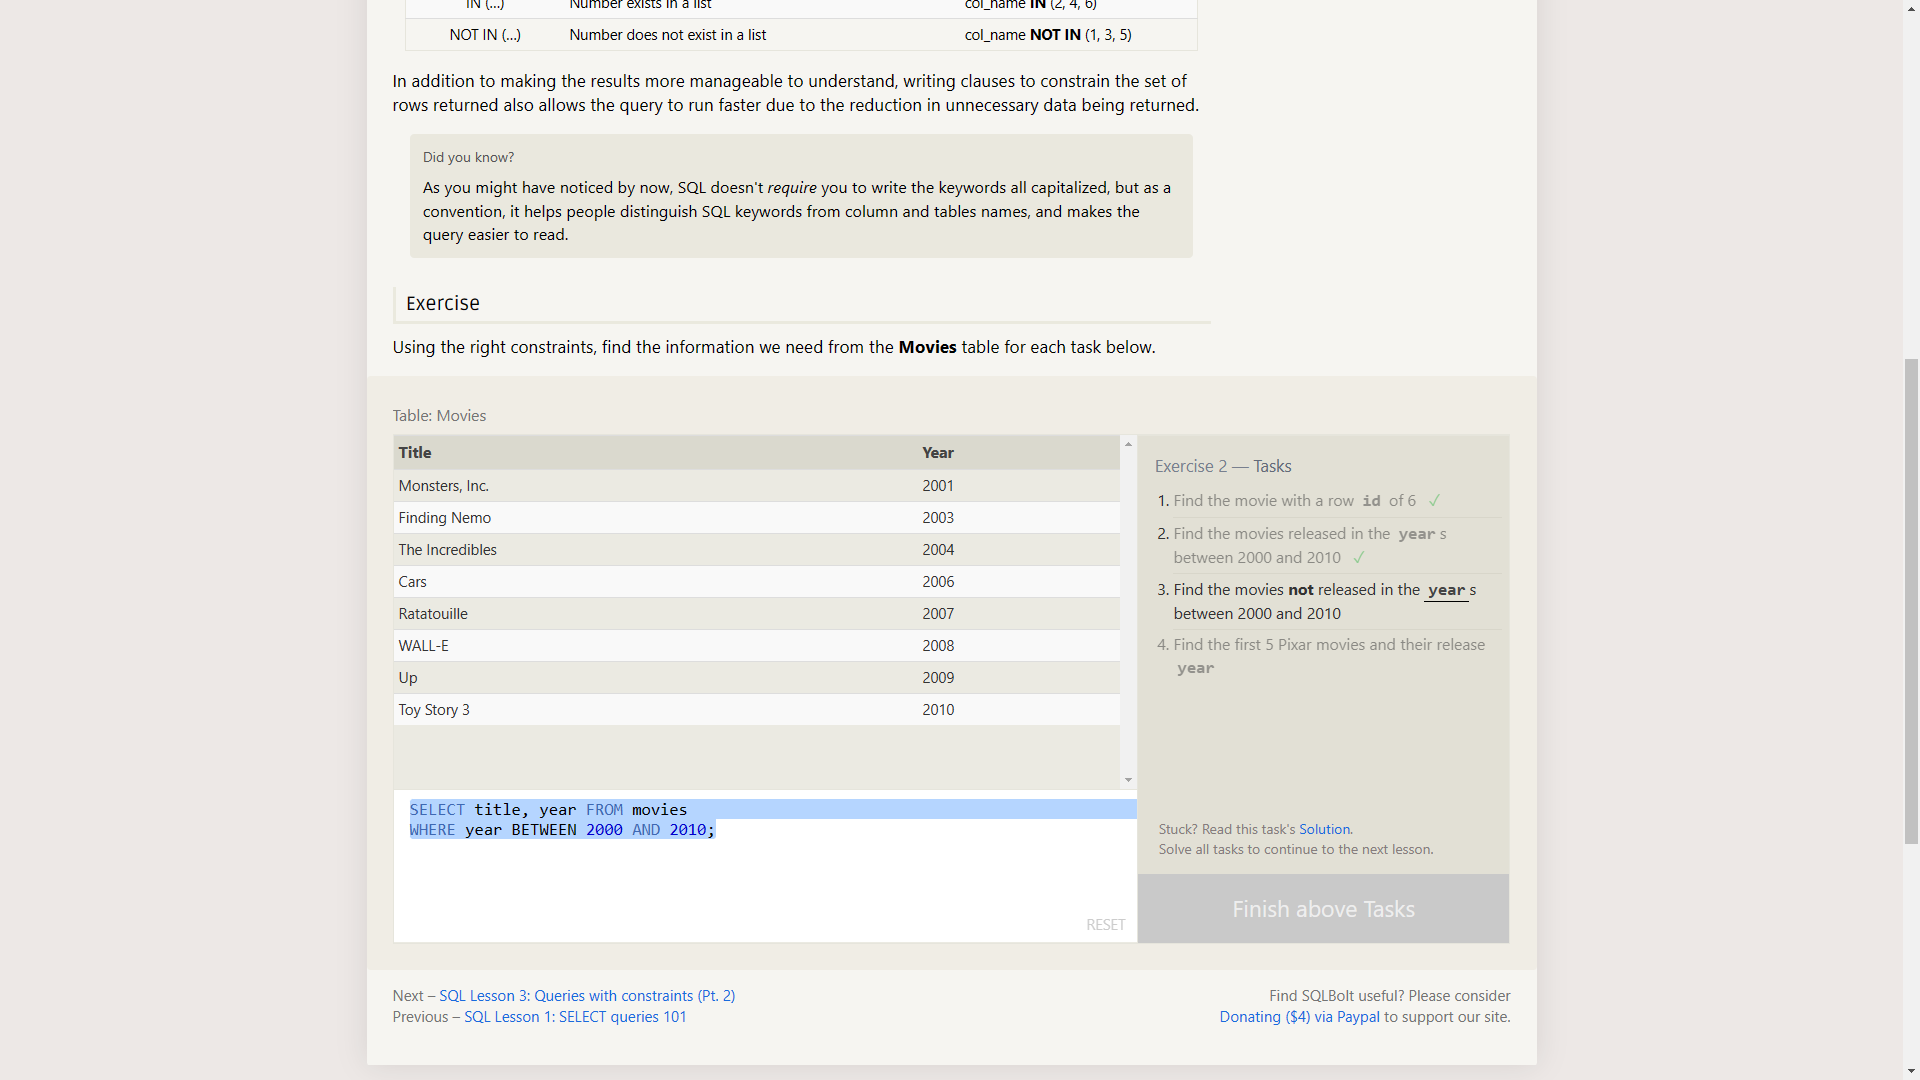 IN (…) Number exists in a list col_name IN (2, 4, 6)
NOT IN (…) Number does not exist in a list col_name NOT IN (1, 3, 5)
In addition to making the results more manageable to understand, writing clauses to constrain the set of
rows returned also allows the query to run faster due to the reduction in unnecessary data being returned.
Did you know?
As you might have noticed by now, SQL doesn't require you to write the keywords all capitalized, but as a
convention, it helps people distinguish SQL keywords from column and tables names, and makes the
query easier to read.
Exercise
Using the right constraints, find the information we need from the Movies table for each task below.
Table: Movies
Title Year
Monsters, Inc. 2001
Finding Nemo 2003
The Incredibles 2004
Cars 2006
Ratatouille 2007
WALL-E 2008
Up 2009
Toy Story 3 2010
SELECT title, year FROM movies
WHERE year BETWEEN 2000 AND 2010;
RESET
Exercise 2 — Tasks
1. Find the movie with a row id of 6 ✓
2. Find the movies released in the year s
between 2000 and 2010 ✓
3. Find the movies not released in the year s
between 2000 and 2010
4. Find the first 5 Pixar movies and their release
year
Stuck? Read this task's Solution.
Solve all tasks to continue to the next lesson.
Finish above Tasks
Next – SQL Lesson 3: Queries with constraints (Pt. 2)
Previous – SQL Lesson 1: SELECT queries 101
Find SQLBolt useful? Please consider
Donating ($4) via Paypal to support our site.